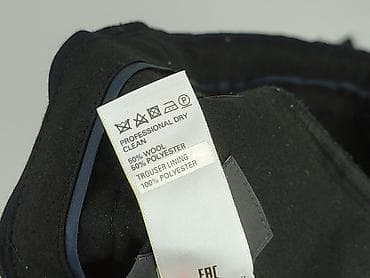 PROFESSIONAL DRY
CLEAN
50% WOOL
50% POLYESTER
TROUSER LINING
100% POLYESTER
EAC